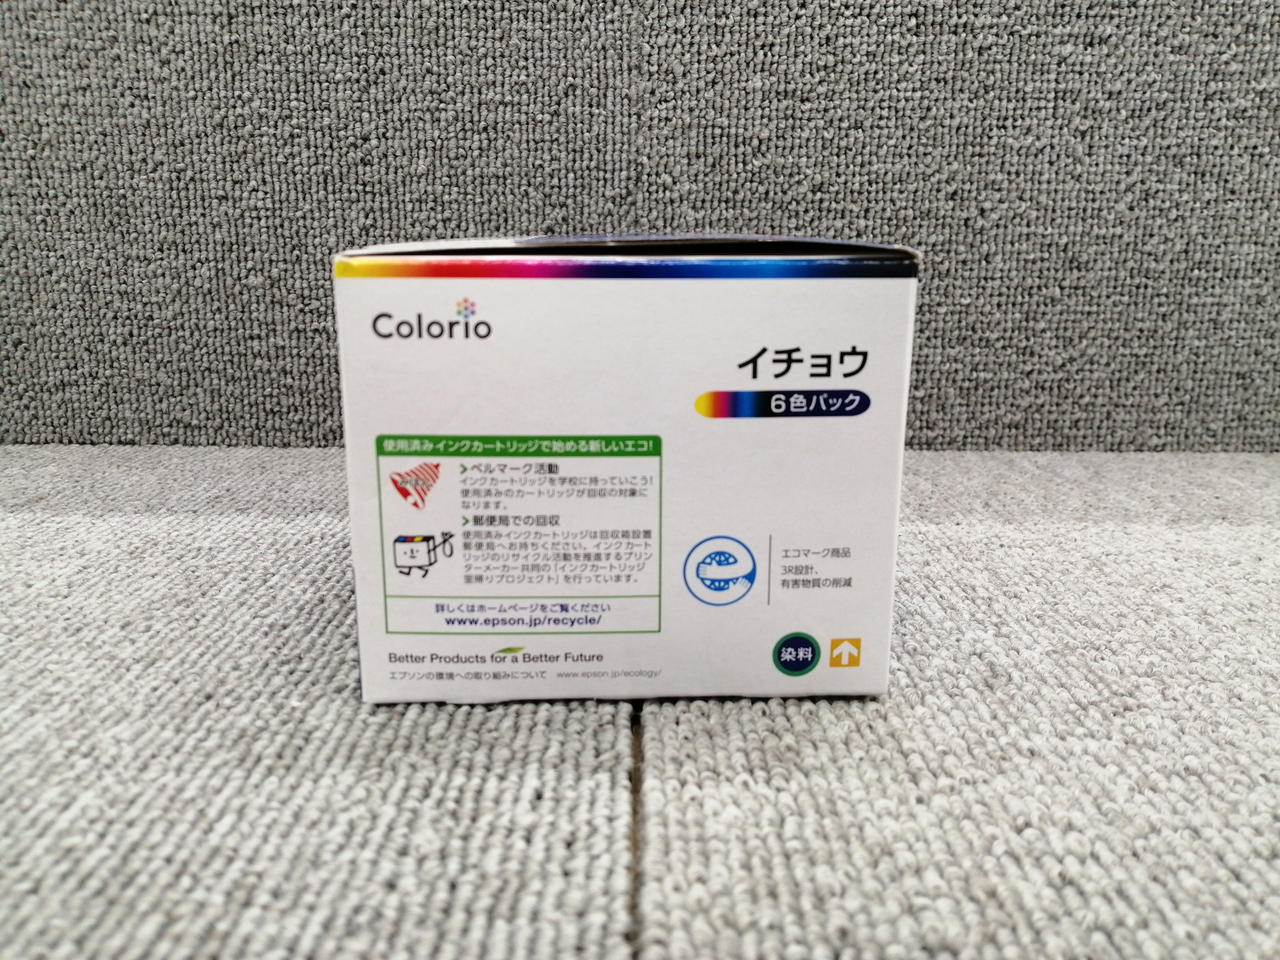 Colorio
イチョウ
6色パック
使用済みインクカートリッジで始める新しいエコ!
ベルマーク活動
インクカートリッジを学校に持っていこう!
使用済みのカートリッジが回収の対象に
なります。
郵便局での回収
使用済みインクカートリッジは回収箱設置
郵便局へお持ちください。インクカート
リッジのリサイクル活動を推進するプリン
ターメーカー共同の「インクカートリッジ
里帰りプロジェクト」を行っています。
詳しくはホームページをご覧ください
www.epson.jp/recycle/
エコマーク商品
3R設計、
有害物質の削減
染料
Better Products for a Better Future
エプソンの環境への取り組みについて www.epson.jp/ecology/